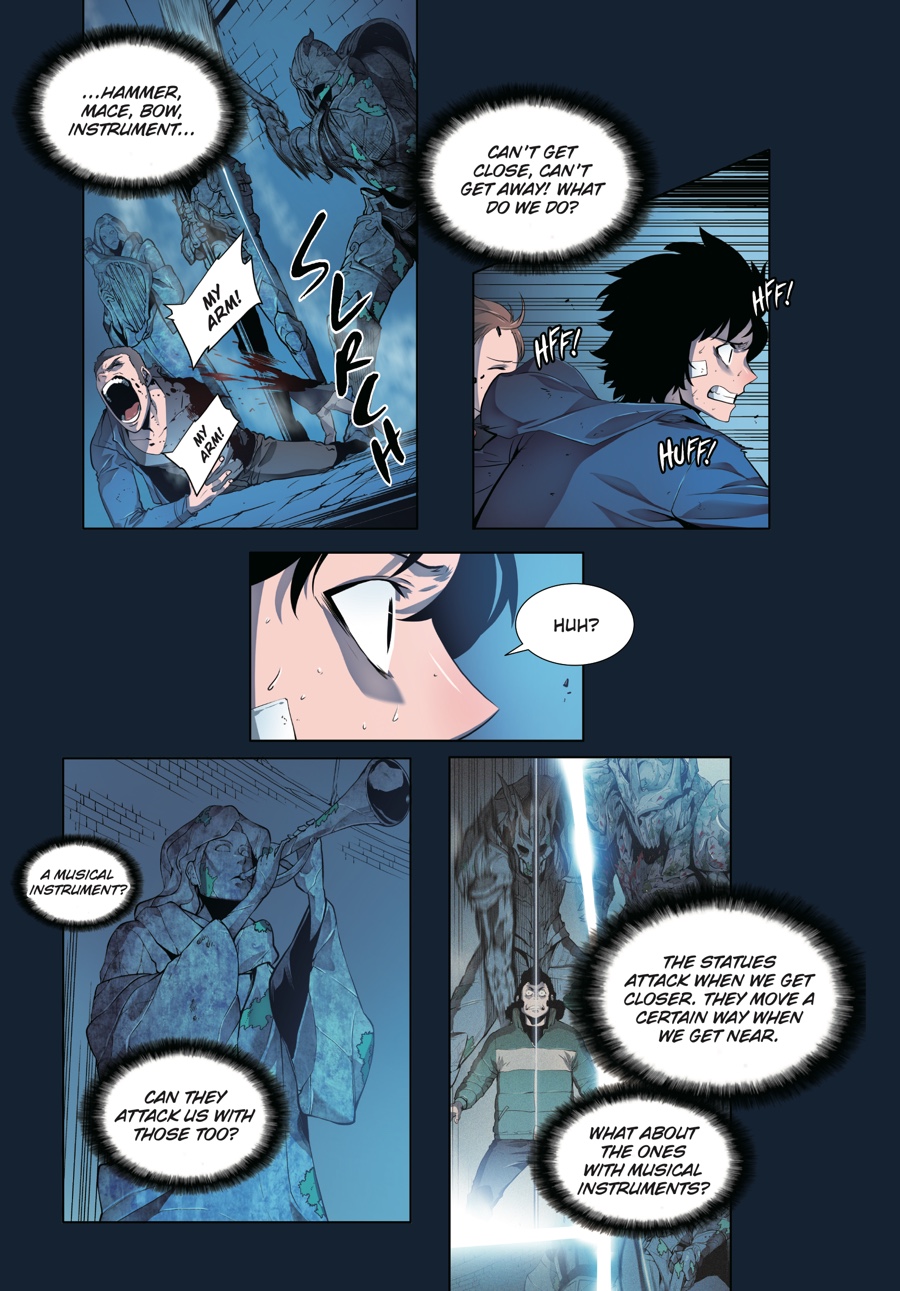 ...HAMMER,
MACE, BOW,
INSTRUMENT...
MY
ARM!
SLRLH
MY
ARM!
CAN'T GET
CLOSE, CAN'T
GET AWAY! WHAT
DO WE DO?
HFF!
HFF!
HUFF!
HUH?
A MUSICAL
INSTRUMENT?
CAN THEY
ATTACK US WITH
THOSE TOO?
THE STATUES
ATTACK WHEN WE GET
CLOSER. THEY MOVE A
CERTAIN WAY WHEN
WE GET NEAR.
WHAT ABOUT
THE ONES
WITH MUSICAL
INSTRUMENTS?